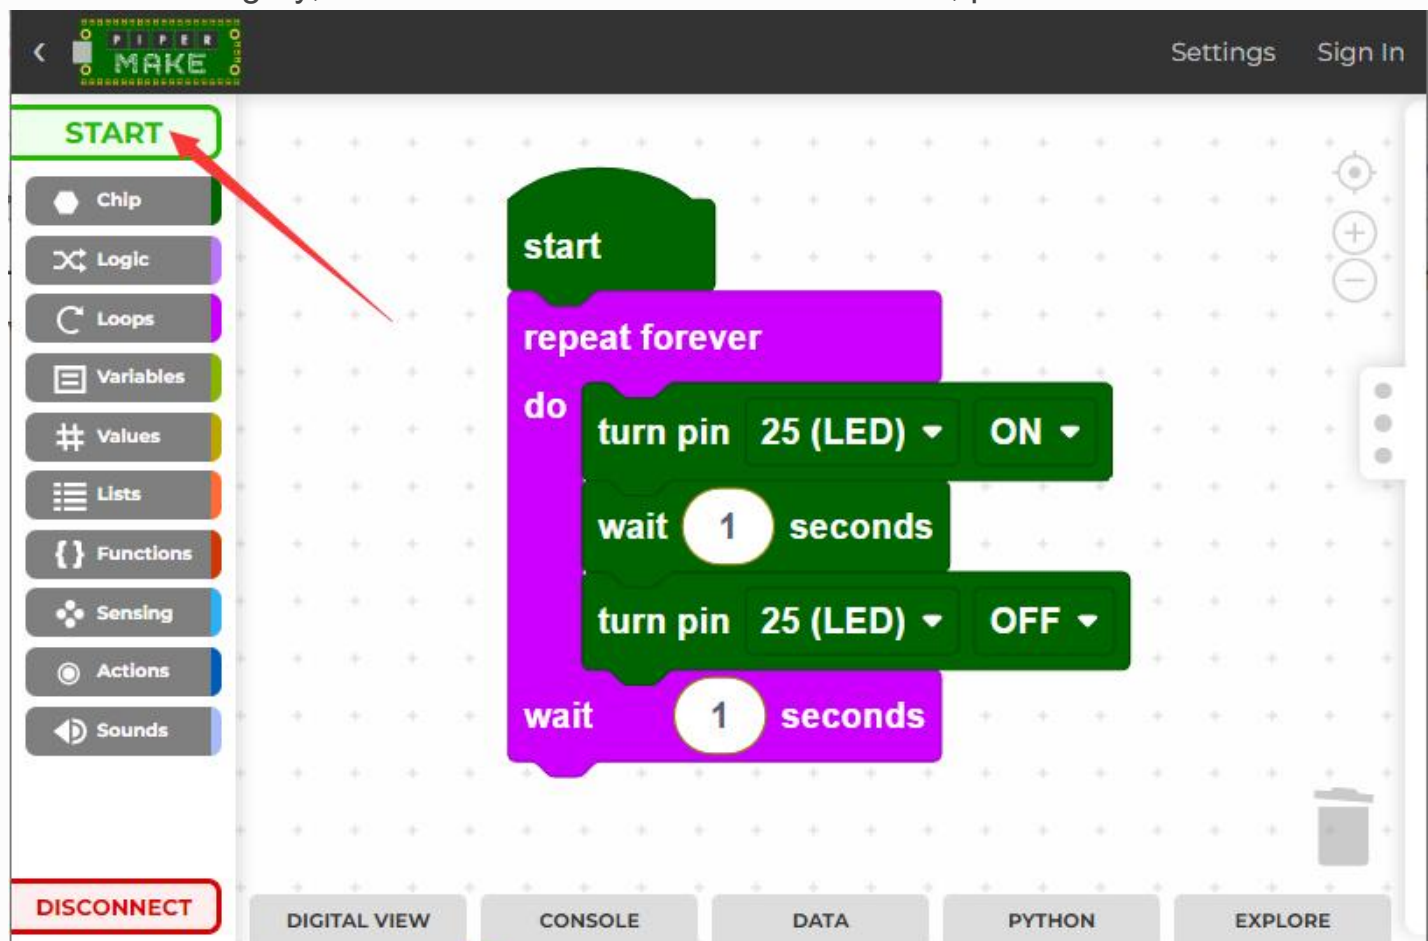 PIPER
MAKE
Settings
Sign In
START
Chip
Logic
Loops
Variables
Values
Lists
Functions
Sensing
Actions
Sounds
DISCONNECT
start
repeat forever
do
turn pin 25 (LED) ON
wait 1 seconds
turn pin 25 (LED) OFF
wait 1 seconds
DIGITAL VIEW
CONSOLE
DATA
PYTHON
EXPLORE